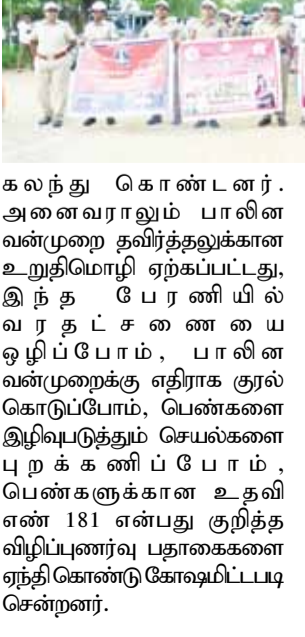 கலந்து கொண்டனர்.
அனைவராலும் பாலின
வன்முறை தவிர்த்தலுக்கான
உறுதிமொழி ஏற்கப்பட்டது,
இந்த பேரணியில்
வரதட்சணையை
ஒழிப்போம், பாலின
வன்முறைக்கு எதிராக குரல்
கொடுப்போம், பெண்களை
இழிவுபடுத்தும் செயல்களை
புறக்கணிப்போம்,
பெண்களுக்கான உதவி
எண் 181 என்பது குறித்த
விழிப்புணர்வு பதாகைகளை
ஏந்தி கொண்டு கோஷமிட்டபடி
சென்றனர்.